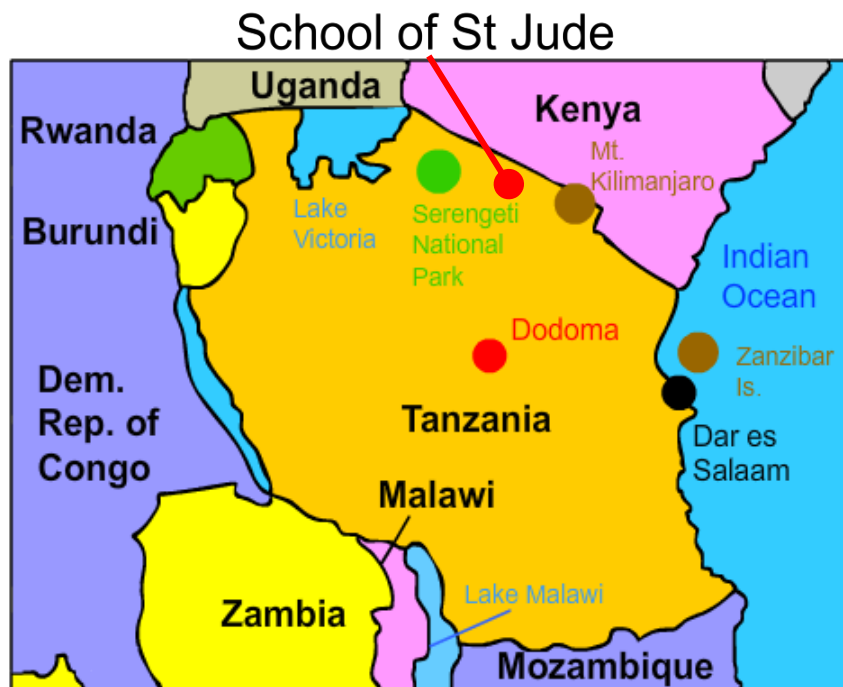 School of St Jude
Uganda
Kenya
Rwanda
Mt.
Kilimanjaro
Lake
Victoria
Serengeti
National
Park
Burundi
Indian
Ocean
Dodoma
Zanzibar
Is.
Dem.
Rep. of
Congo
Tanzania
Dar es
Salaam
Malawi
Lake Malawi
Zambia
Mozambique